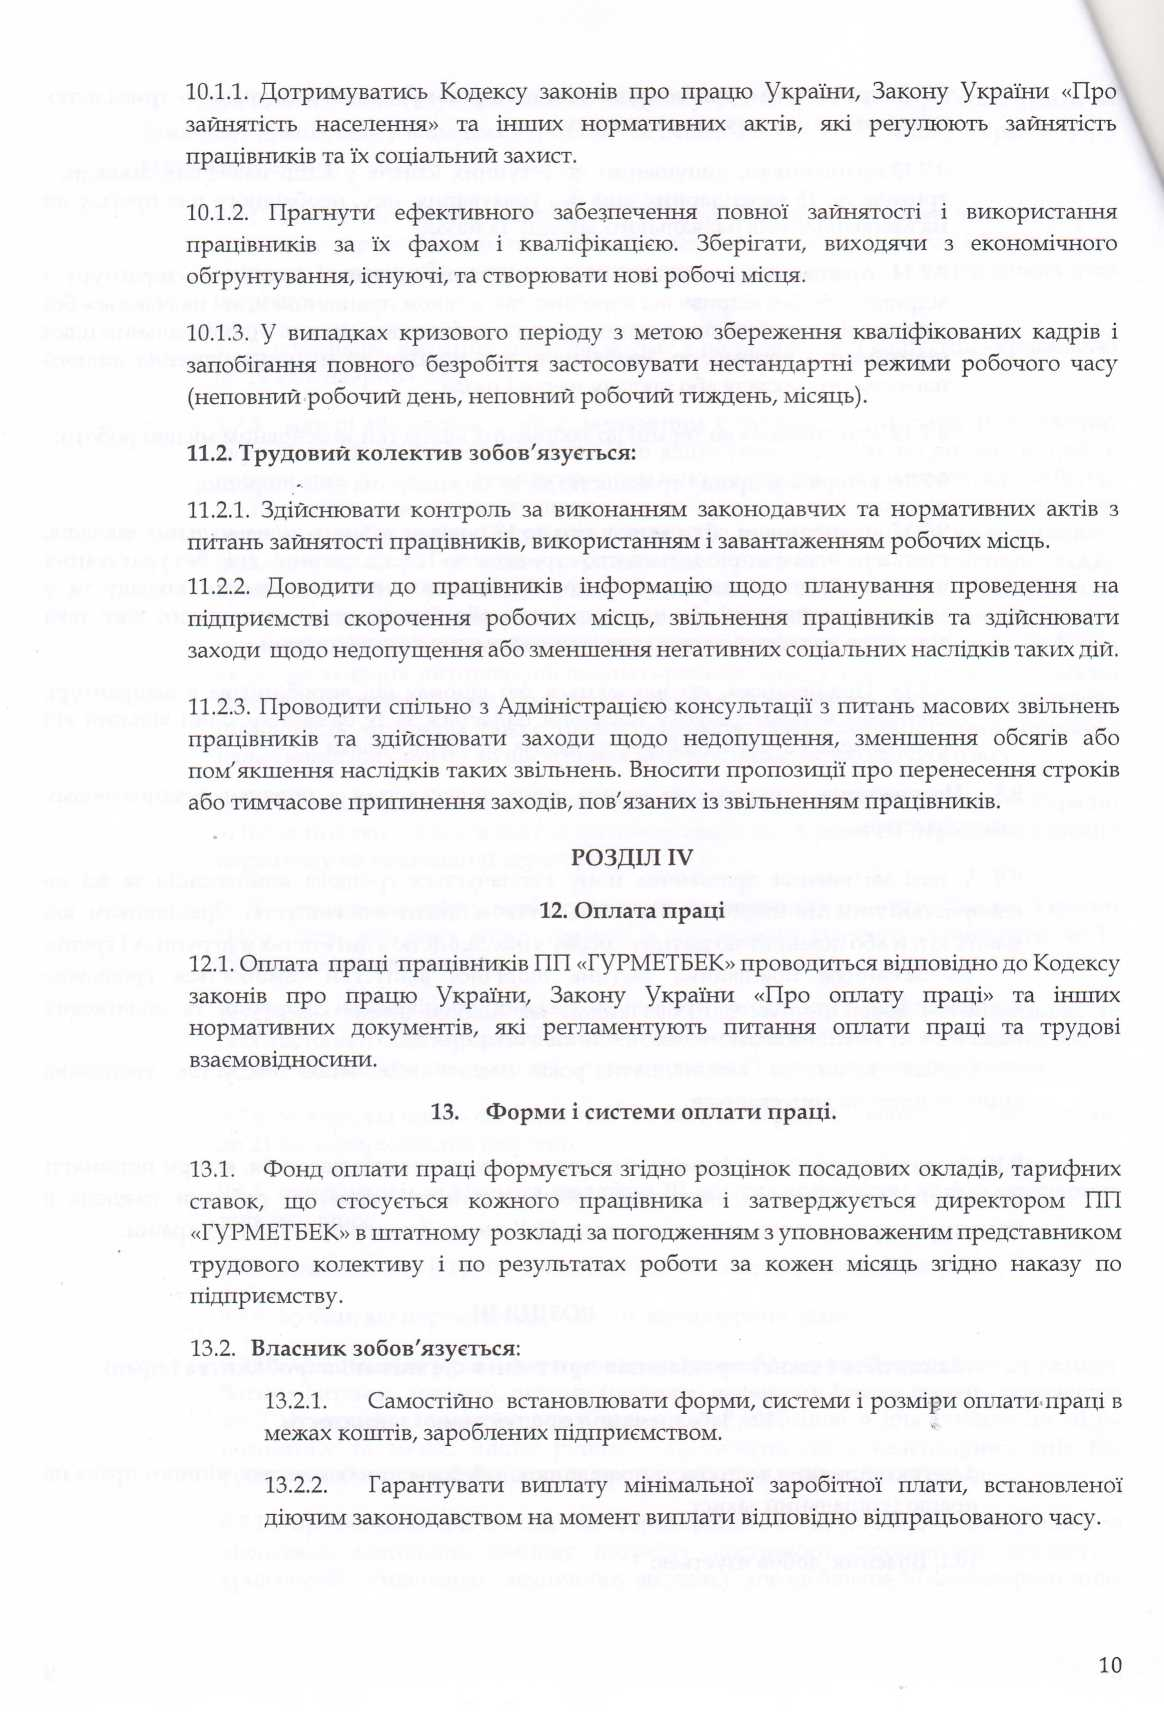 10.1.1. Дотримуватись Кодексу законів про працю України, Закону України «Про
зайнятість населення» та інших нормативних актів, які регулюють зайнятість
працівників та їх соціальний захист.
10.1.2. Прагнути ефективного забезпечення повної зайнятості і використання
працівників за їх фахом і кваліфікацією. Зберігати, виходячи з економічного
обґрунтування, існуючі, та створювати нові робочі місця.
10.1.3. У випадках кризового періоду з метою збереження кваліфікованих кадрів і
запобігання повного безробіття застосовувати нестандартні режими робочого часу
(неповний робочий день, неповний робочий тиждень, місяць).
11.2. Трудовий колектив зобов’язується:
11.2.1. Здійснювати контроль за виконанням законодавчих та нормативних актів з
питань зайнятості працівників, використанням і завантаженням робочих місць.
11.2.2. Доводити до працівників інформацію щодо планування проведення на
підприємстві скорочення робочих місць, звільнення працівників та здійснювати
заходи щодо недопущення або зменшення негативних соціальних наслідків таких дій.
11.2.3. Проводити спільно з Адміністрацією консультації з питань масових звільнень
працівників та здійснювати заходи щодо недопущення, зменшення обсягів або
пом’якшення наслідків таких звільнень. Вносити пропозиції про перенесення строків
або тимчасове припинення заходів, пов’язаних із звільненням працівників.
РОЗДІЛ IV
12. Оплата праці
12.1. Оплата праці працівників ПП «ГУРМЕТБЕК» проводиться відповідно до Кодексу
законів про працю України, Закону України «Про оплату праці» та інших
нормативних документів, які регламентують питання оплати праці та трудові
взаємовідносини.
13. Форми і системи оплати праці.
13.1. Фонд оплати праці формується згідно розцінок посадових окладів, тарифних
ставок, що стосується кожного працівника і затверджується директором ПП
«ГУРМЕТБЕК» в штатному розкладі за погодженням з уповноваженим представником
трудового колективу і по результатах роботи за кожен місяць згідно наказу по
підприємству.
13.2. Власник зобов’язується:
13.2.1. Самостійно встановлювати форми, системи і розміри оплати праці в
межах коштів, зароблених підприємством.
13.2.2. Гарантувати виплату мінімальної заробітної плати, встановленої
діючим законодавством на момент виплати відповідно відпрацьованого часу.
10